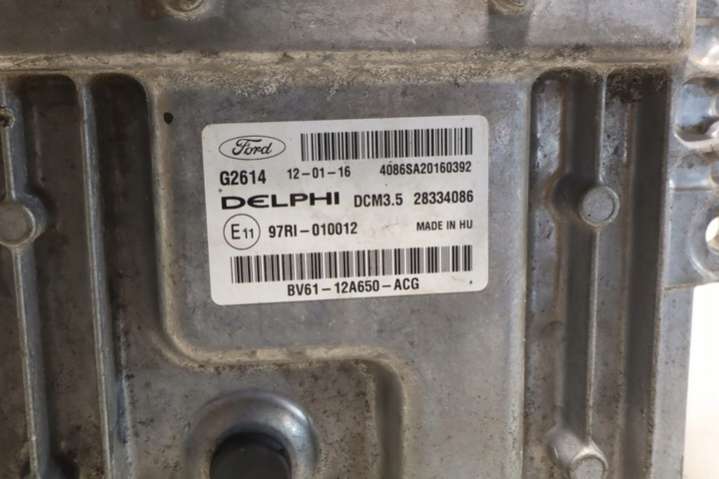 Ford
G2614 12-01-16 4086SA20160392
DELPHI DCM3.5 28334086
E11 97RI-010012 MADE IN HU
BV61-12A650-ACG